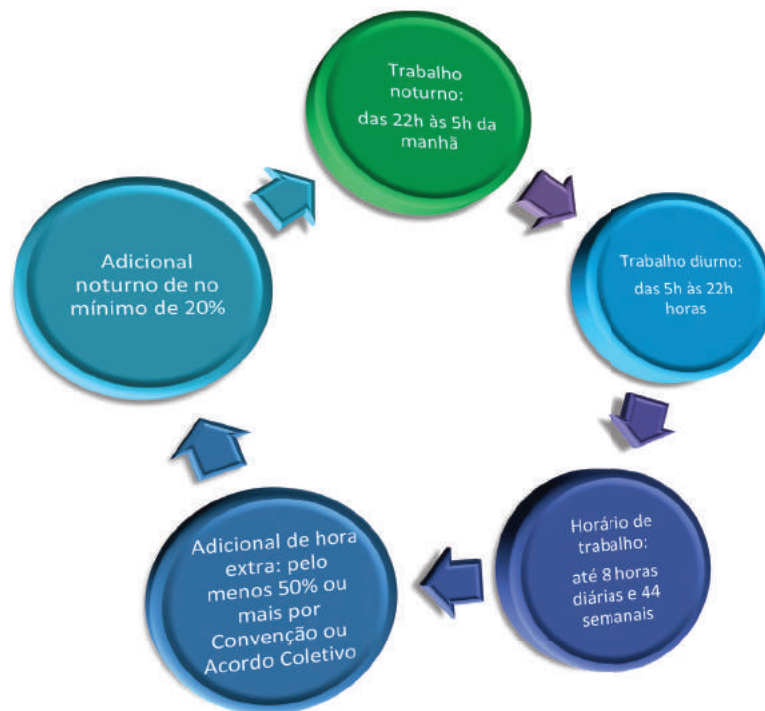 Trabalho
noturno:
das 22h às 5h da
manhã
Trabalho diurno:
das 5h às 22h
horas
Horário de
trabalho:
até 8 horas
diárias e 44
semanais
Adicional de hora
extra: pelo
menos 50% ou
mais por
Convenção ou
Acordo Coletivo
Adicional
noturno de no
mínimo de 20%